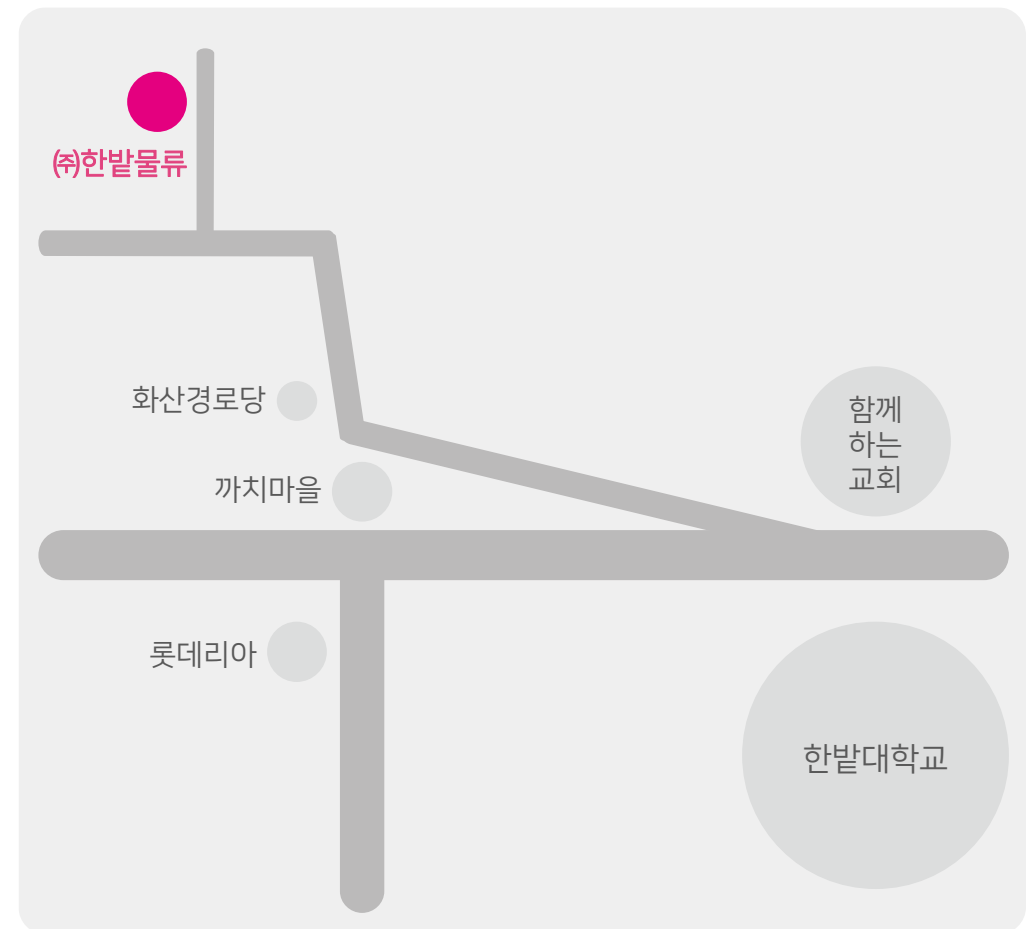 ㈜한밭물류
화산경로당
함께
하는
교회
까치마을
롯데리아
한밭대학교